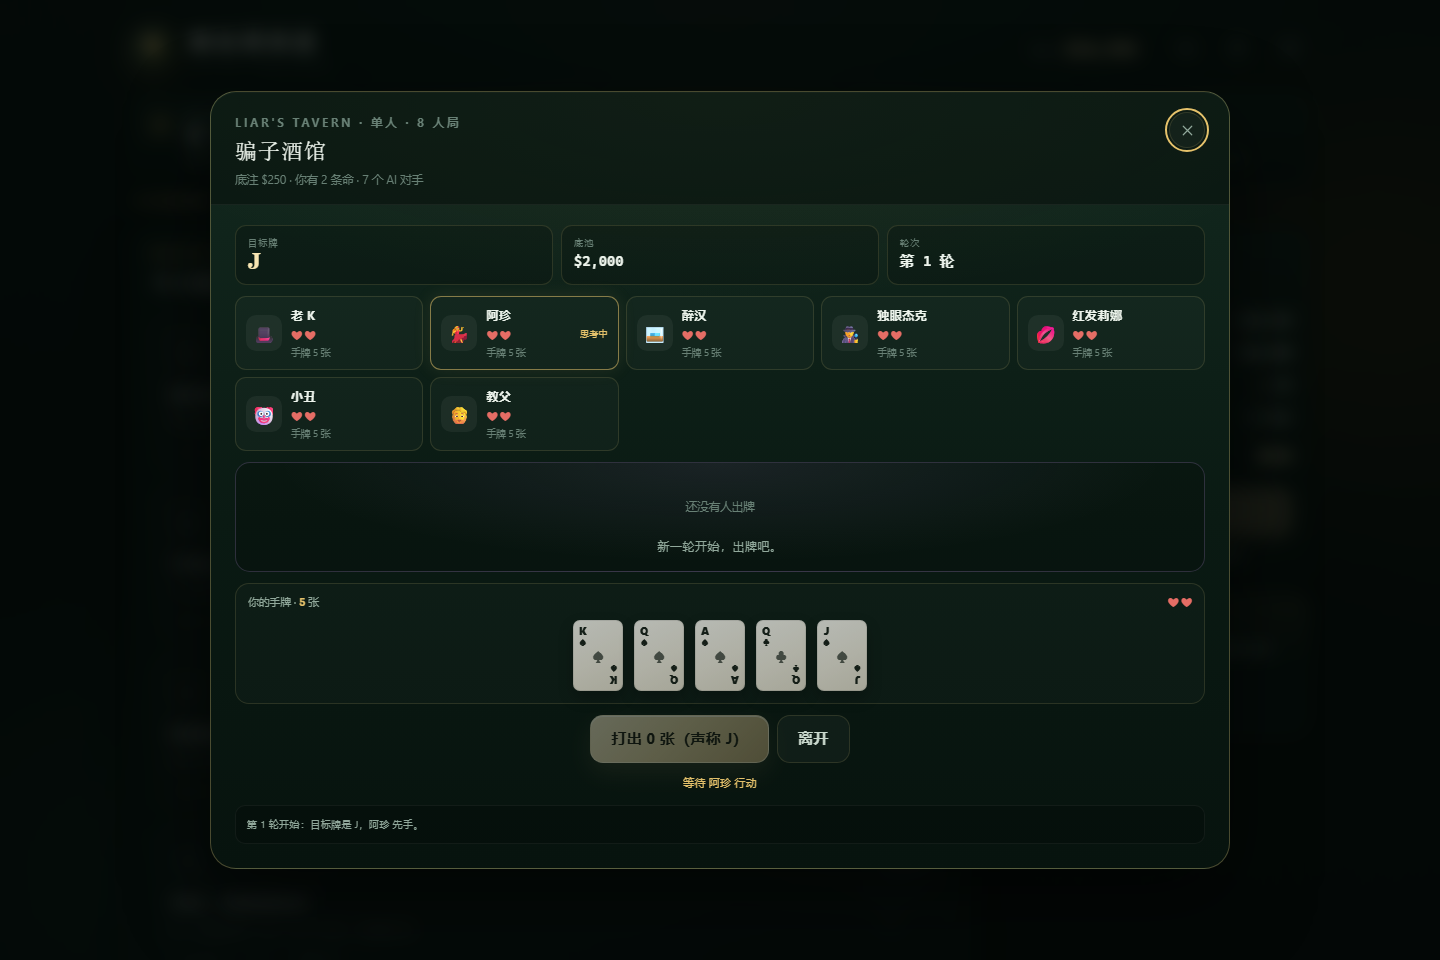 LIAR'S TAVERN · 单人 · 8 人局
骗子酒馆
底注 $250 · 你有 2 条命 · 7 个 AI 对手
目标牌
J
底池
$2,000
轮次
第 1 轮
老 K
手牌 5 张
阿珍
思考中
手牌 5 张
醉汉
手牌 5 张
独眼杰克
手牌 5 张
红发莉娜
手牌 5 张
小丑
手牌 5 张
教父
手牌 5 张
还没有人出牌
新一轮开始，出牌吧。
你的手牌 · 5 张
K
K
Q
Q
A
A
Q
Q
J
J
打出 0 张（声称 J）
离开
等待 阿珍 行动
第 1 轮开始：目标牌是 J，阿珍 先手。